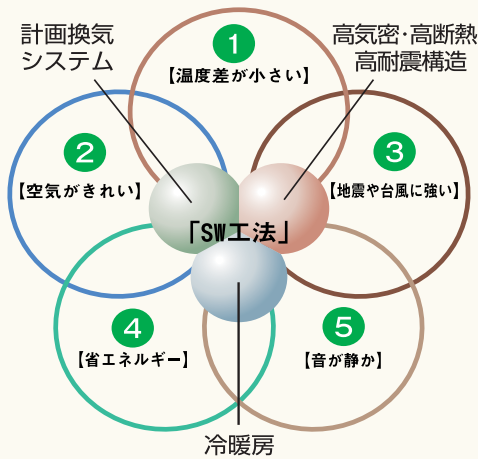 計画換気
システム
高気密・高断熱
高耐震構造
1
【温度差が小さい】
2
【空気がきれい】
3
【地震や台風に強い】
「SW工法」
4
【省エネルギー】
5
【音が静か】
冷暖房